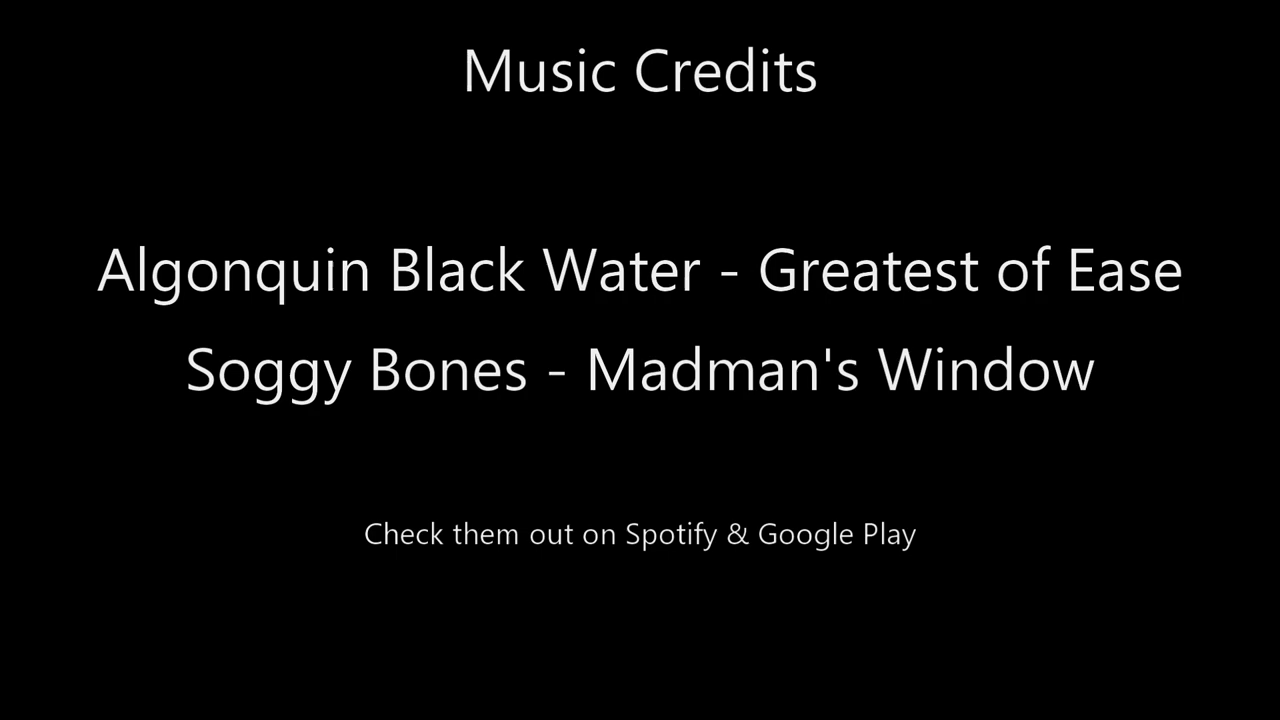 Music Credits
Algonquin Black Water - Greatest of Ease
Soggy Bones - Madman's Window
Check them out on Spotify & Google Play